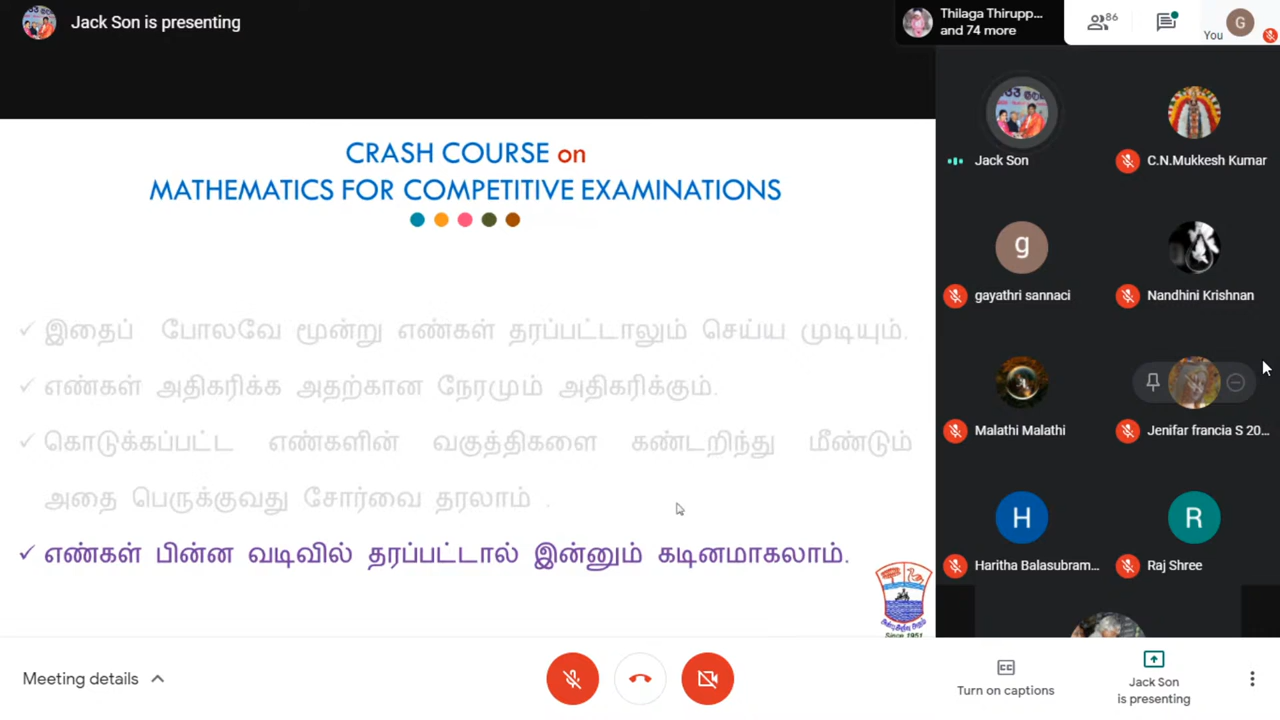 Jack Son is presenting
Thilaga Thirupp...
and 74 more
86
G
You
CRASH COURSE on
MATHEMATICS FOR COMPETITIVE EXAMINATIONS
இதைப் போலவே மூன்று எண்கள் தரப்பட்டாலும் செய்ய முடியும்.
எண்கள் அதிகரிக்க அதற்கான நேரமும் அதிகரிக்கும்.
கொடுக்கப்பட்ட எண்களின் வகுத்திகளை கண்டறிந்து மீண்டும்
அதை பெருக்குவது சோர்வை தரலாம் .
எண்கள் பின்ன வடிவில் தரப்பட்டால் இன்னும் கடினமாகலாம்.
Since 1951
Jack Son
C.N.Mukkesh Kumar
g
gayathri sannaci
Nandhini Krishnan
Malathi Malathi
Jenifar francia S 20...
H
R
Haritha Balasubram...
Raj Shree
Meeting details
Turn on captions
Jack Son
is presenting